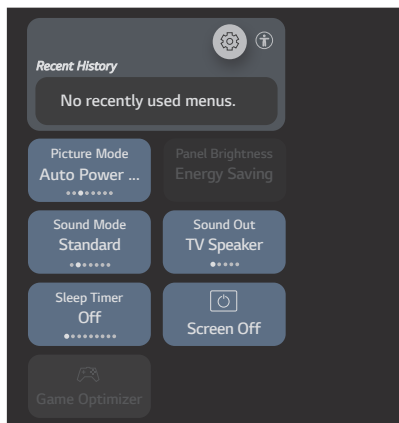 Recent History
No recently used menus.
Picture Mode
Auto Power ...
Panel Brightness
Energy Saving
Sound Mode
Standard
Sound Out
TV Speaker
Sleep Timer
Off
Screen Off
Game Optimizer